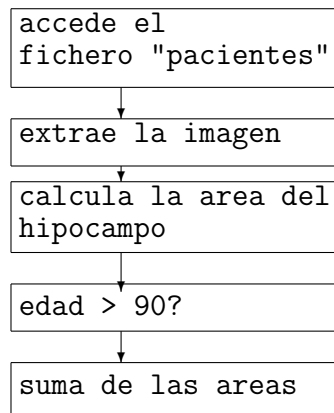 accede el
fichero "pacientes"
extrae la imagen
calcula la area del
hipocampo
edad > 90?
suma de las areas